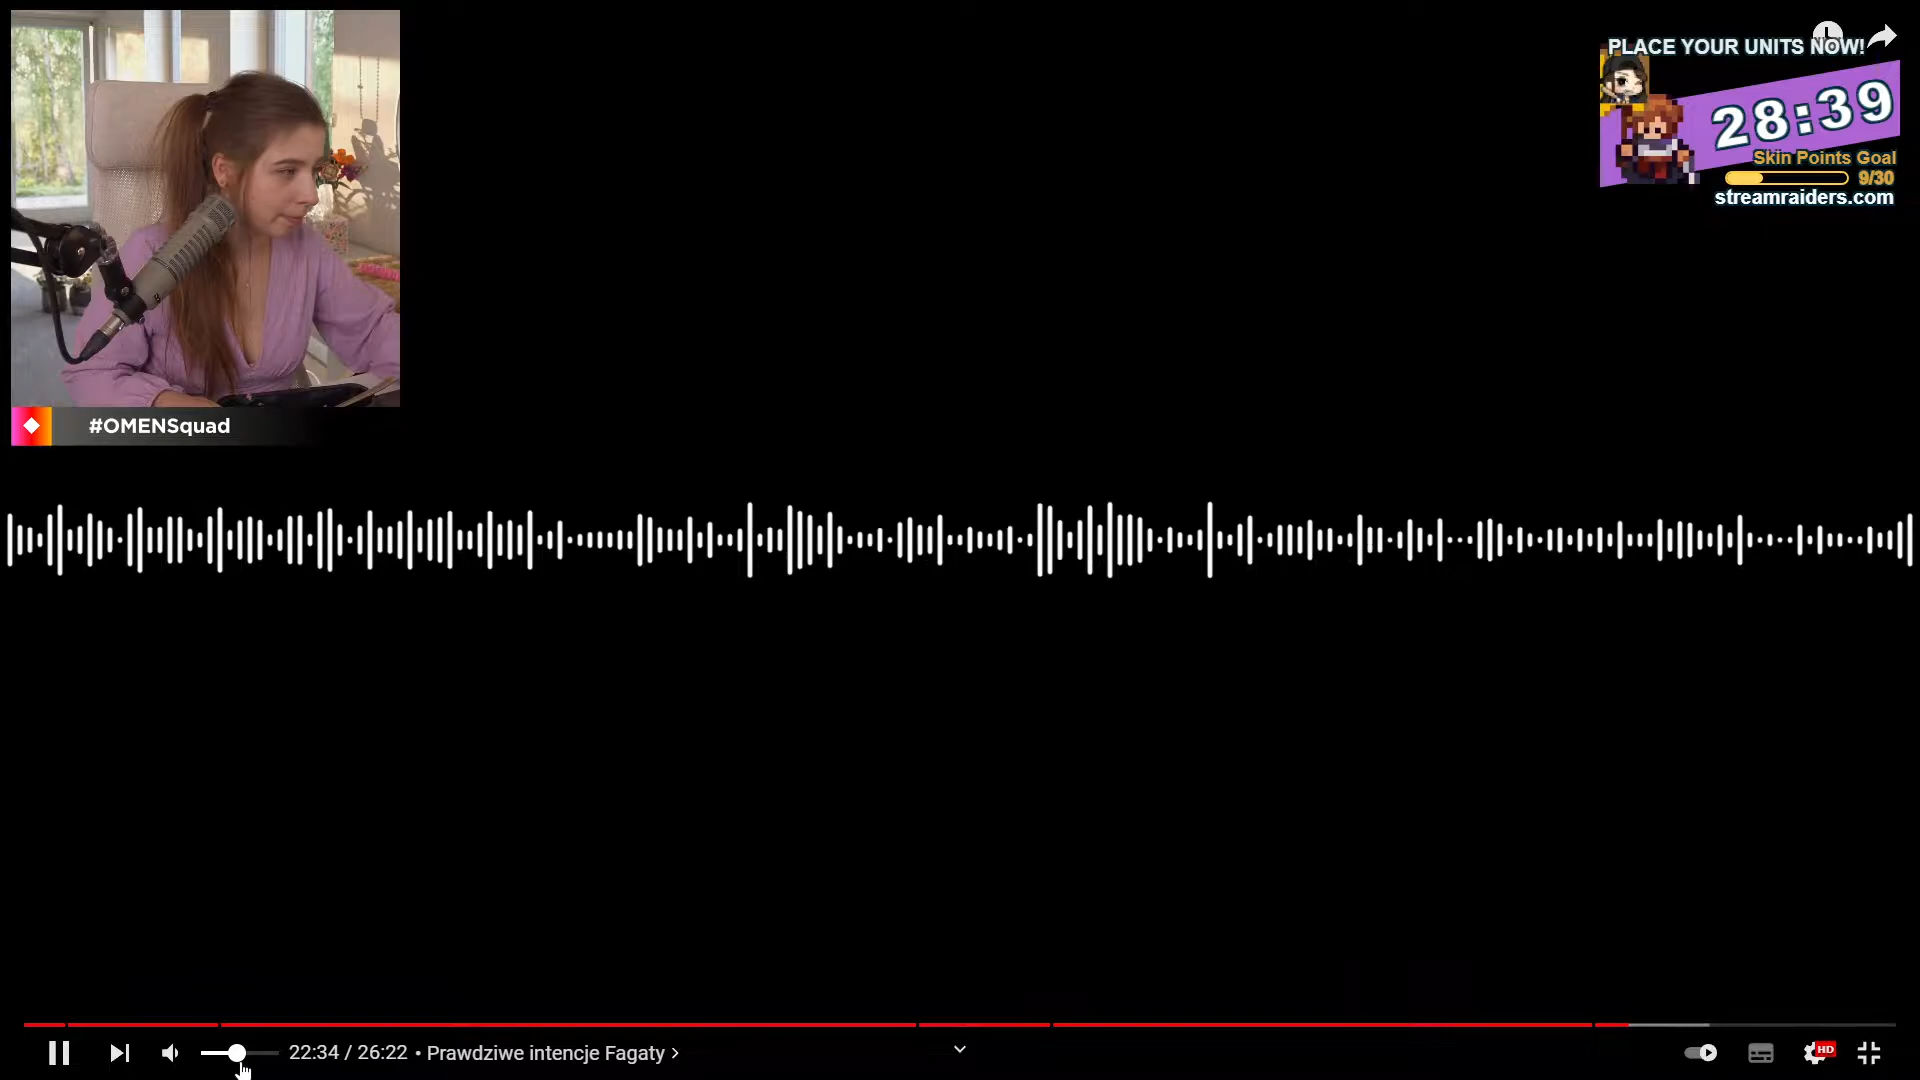 PLACE YOUR UNITS NOW!
28:39
Skin Points Goal
9/30
streamraiders.com
#OMENSquad
22:34 / 26:22 • Prawdziwe intencje Fagaty
HD